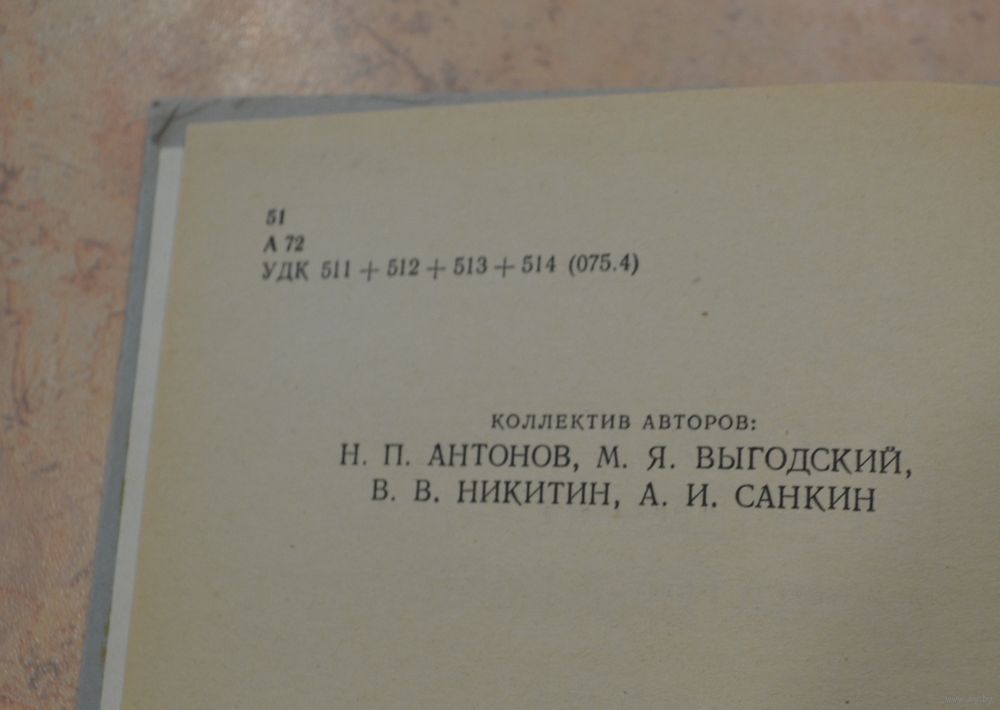 51
А 72
УДК 511 + 512 + 513 + 514 (075.4)
КОЛЛЕКТИВ АВТОРОВ:
Н. П. АНТОНОВ, М. Я. ВЫГОДСКИЙ,
В. В. НИКИТИН, А. И. САНКИН